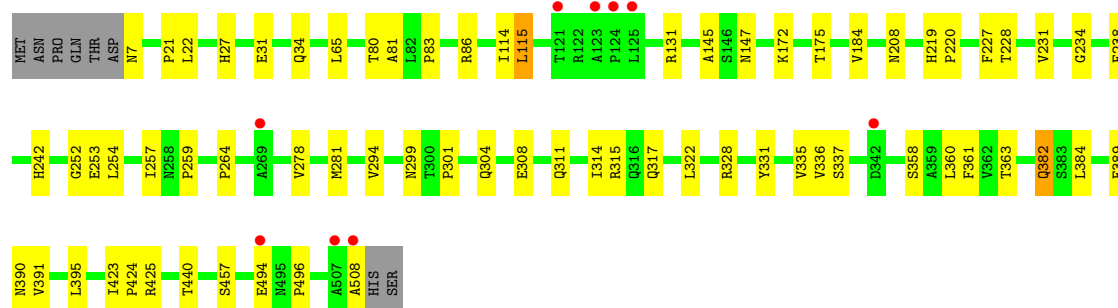 MET ASN PRO GLN THR ASP N7 P21 L22 H27 E31 Q34 L65 T80 A81 L82 P83 R86 I114 L115 T121 R122 A123 P124 L125 R131 A145 S146 N147 K172 T175 V184 N208 H219 P220 F227 T228 V231 G234
H242 G252 E253 L254 I257 N258 P259 P264 A269 V278 M281 V294 N299 T300 P301 Q304 E308 Q311 I314 R315 Q316 Q317 L322 R328 Y331 V335 V336 S337 D342 S358 A359 L360 F361 V362 T363 Q382 S383 L384
N390 V391 L395 I423 P424 R425 T440 S457 E494 N495 P496 A507 A508 HIS SER